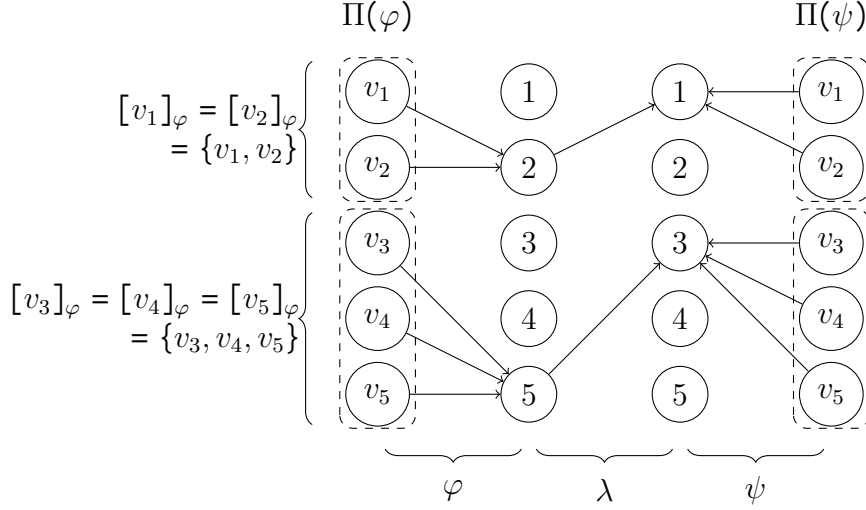 Π(φ) Π(ψ)
v₁ 1 1 v₁
[v₁]φ = [v₂]φ
= {v₁, v₂}
v₂ 2 2 v₂
v₃ 3 3 v₃
[v₃]φ = [v₄]φ = [v₅]φ
= {v₃, v₄, v₅}
v₄ 4 4 v₄
v₅ 5 5 v₅
φ λ ψ